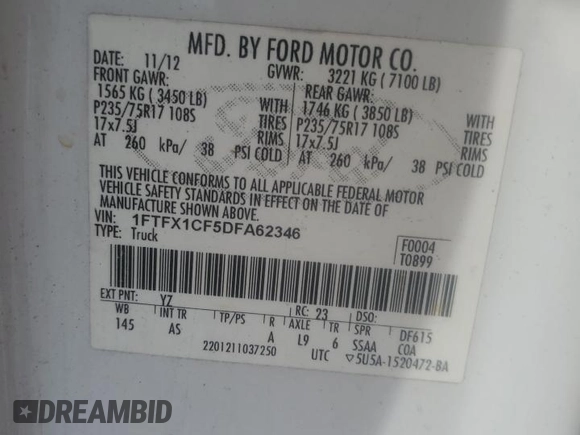 MFD. BY FORD MOTOR CO.
DATE: 11/12 GVWR: 3221 KG ( 7100 LB)
FRONT GAWR: REAR GAWR:
1565 KG ( 3450 LB) WITH 1746 KG ( 3850 LB) WITH
P235/75R17 108S TIRES P235/75R17 108S TIRES
17x7.5J RIMS 17x7.5J RIMS
AT 260 kPa/ 38 PSI COLD AT 260 kPa/ 38 PSI COLD
THIS VEHICLE CONFORMS TO ALL APPLICABLE FEDERAL MOTOR
VEHICLE SAFETY STANDARDS IN EFFECT ON THE DATE OF
MANUFACTURE SHOWN ABOVE.
VIN: 1FTFX1CF5DFA62346
TYPE: Truck
F0004
T0899
EXT PNT: YZ RC: 23 DSO:
WB INT TR TP/PS R AXLE TR SPR DF615
145 AS A L9 6 SSAA COA
2201211037250 UTC 5U5A-1520472-BA
DREAMBID